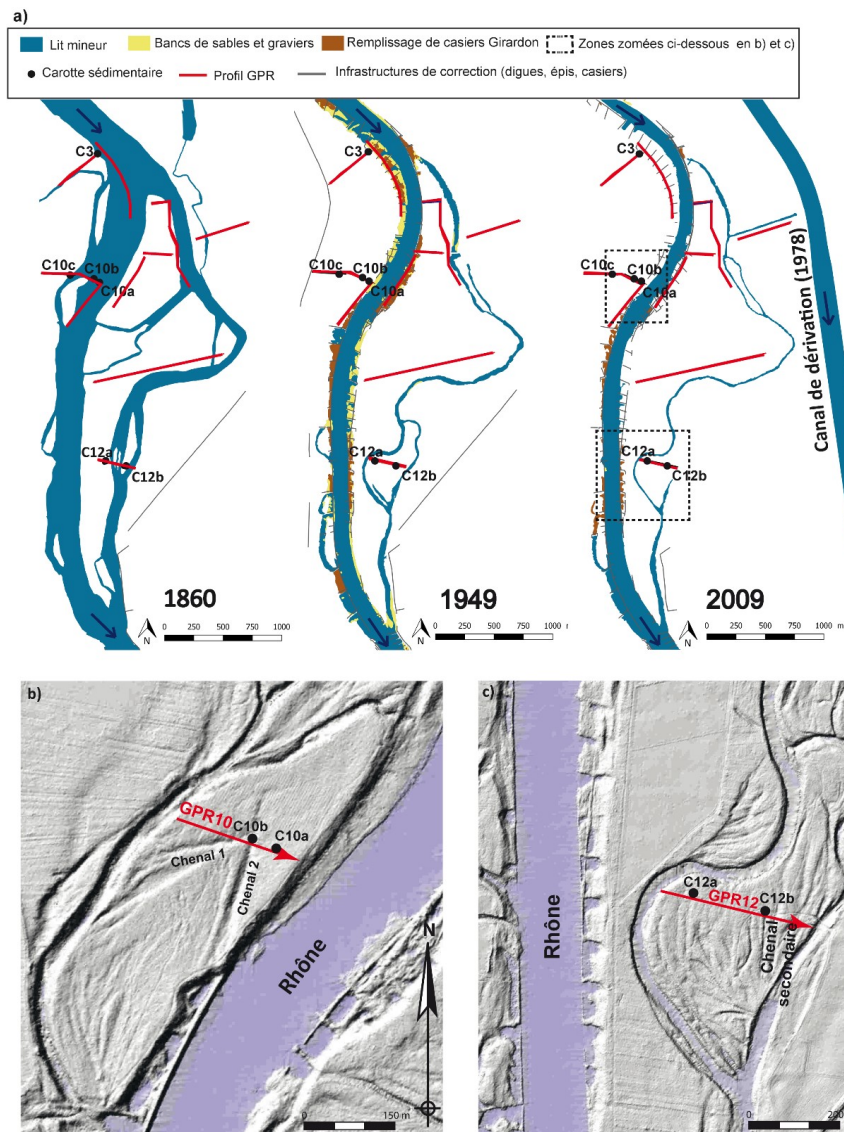 a)
Lit mineur Bancs de sables et graviers Remplissage de casiers Girardon Zones zomées ci-dessous en b) et c)
Carotte sédimentaire Profil GPR Infrastructures de correction (digues, épis, casiers)
C3
C10c
C10b
C10a
C12a
C12b
1860
N
0 250 500 750 1000
C3
C10c
C10b
C10a
C12a
C12b
1949
N
0 250 500 750 1000
C3
C10c
C10b
C10a
C12a
C12b
Canal de dérivation (1978)
2009
N
0 250 500 750 1000 m
b)
GPR10
C10b
C10a
Chenal 1
Chenal 2
Rhône
N
0 150 m
c)
C12a
GPR12
C12b
Chenal
secondaire
Rhône
0 200